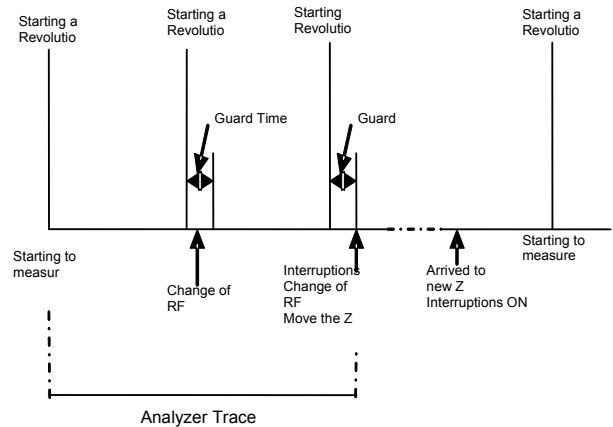 Starting a
Revolutio
Starting a
Revolutio
Starting
Revolutio
Starting a
Revolutio
Guard Time
Guard
Starting to
measur
Change of
RF
Interruptions
Change of
RF
Move the Z
Arrived to
new Z
Interruptions ON
Starting to
measure
Analyzer Trace